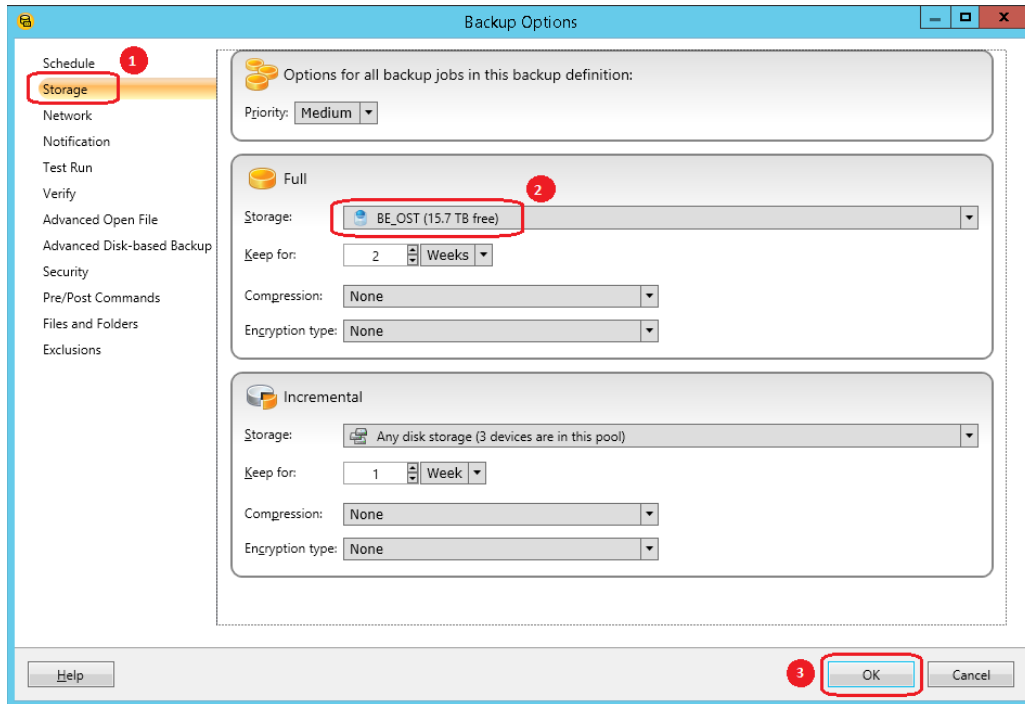 Backup Options
Schedule
1
Storage
Network
Notification
Test Run
Verify
Advanced Open File
Advanced Disk-based Backup
Security
Pre/Post Commands
Files and Folders
Exclusions
Options for all backup jobs in this backup definition:
Priority: Medium
Full
2
Storage: BE_OST (15.7 TB free)
Keep for: 2 Weeks
Compression: None
Encryption type: None
Incremental
Storage: Any disk storage (3 devices are in this pool)
Keep for: 1 Week
Compression: None
Encryption type: None
Help
3
OK
Cancel